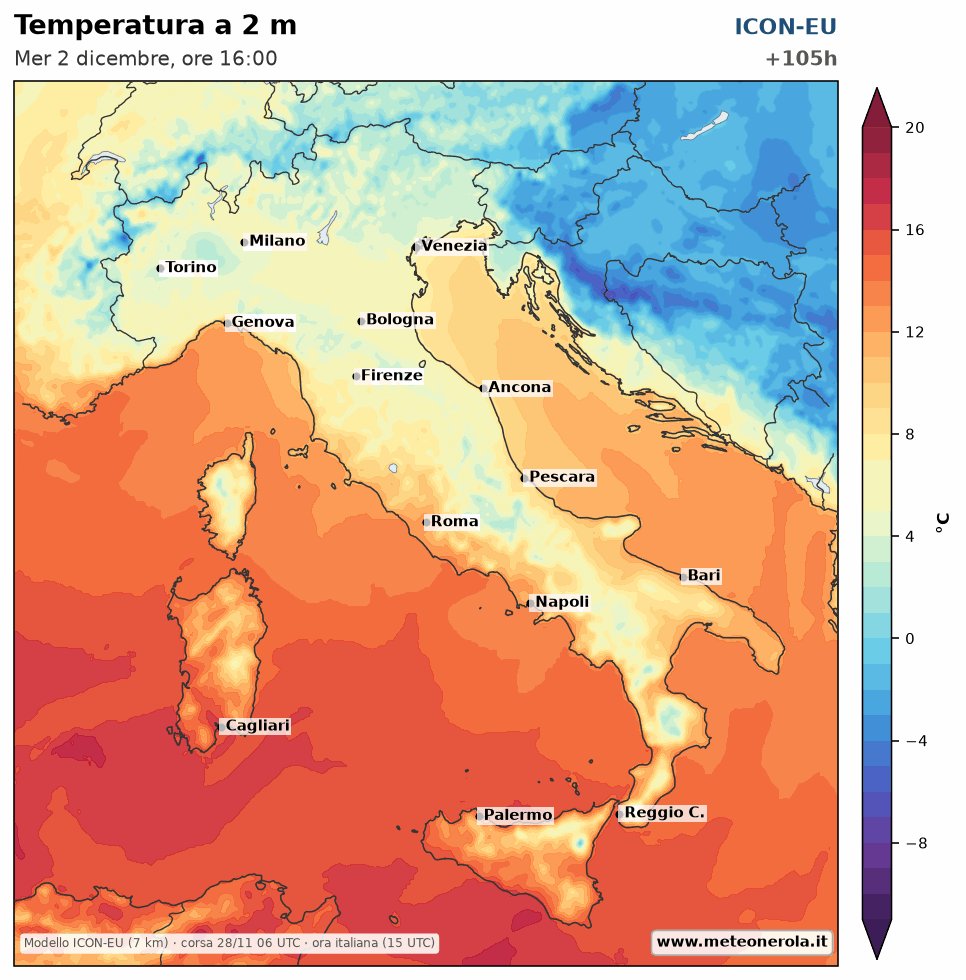 Temperatura a 2 m
ICON-EU
Mer 2 dicembre, ore 16:00
+105h
20
16
12
8
4
0
−4
−8
°C
Milano
Venezia
Torino
Genova
Bologna
Firenze
Ancona
Pescara
Roma
Bari
Napoli
Cagliari
Palermo
Reggio C.
Modello ICON-EU (7 km) · corsa 28/11 06 UTC · ora italiana (15 UTC)
www.meteonerola.it